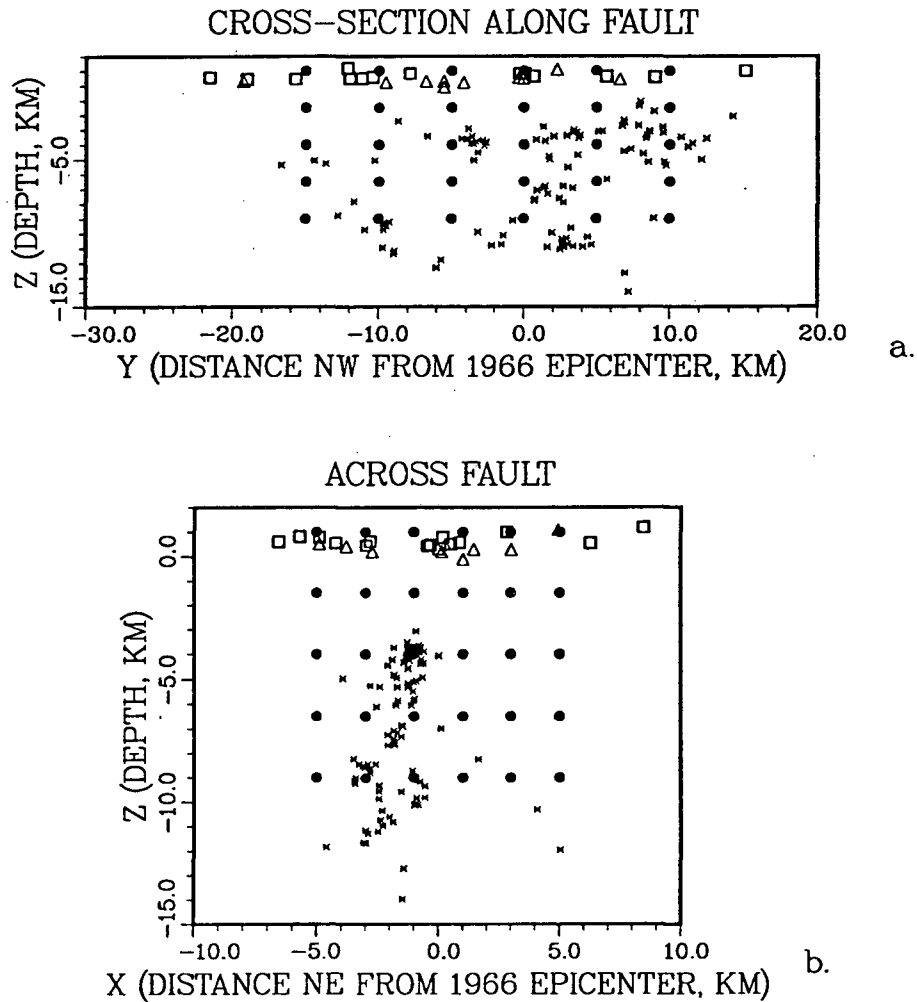 CROSS-SECTION ALONG FAULT
Z (DEPTH, KM)
-5.0
-15.0
-30.0 -20.0 -10.0 0.0 10.0 20.0
Y (DISTANCE NW FROM 1966 EPICENTER, KM)
a.
ACROSS FAULT
Z (DEPTH, KM)
0.0
-5.0
-10.0
-15.0
-10.0 -5.0 0.0 5.0 10.0
X (DISTANCE NE FROM 1966 EPICENTER, KM)
b.